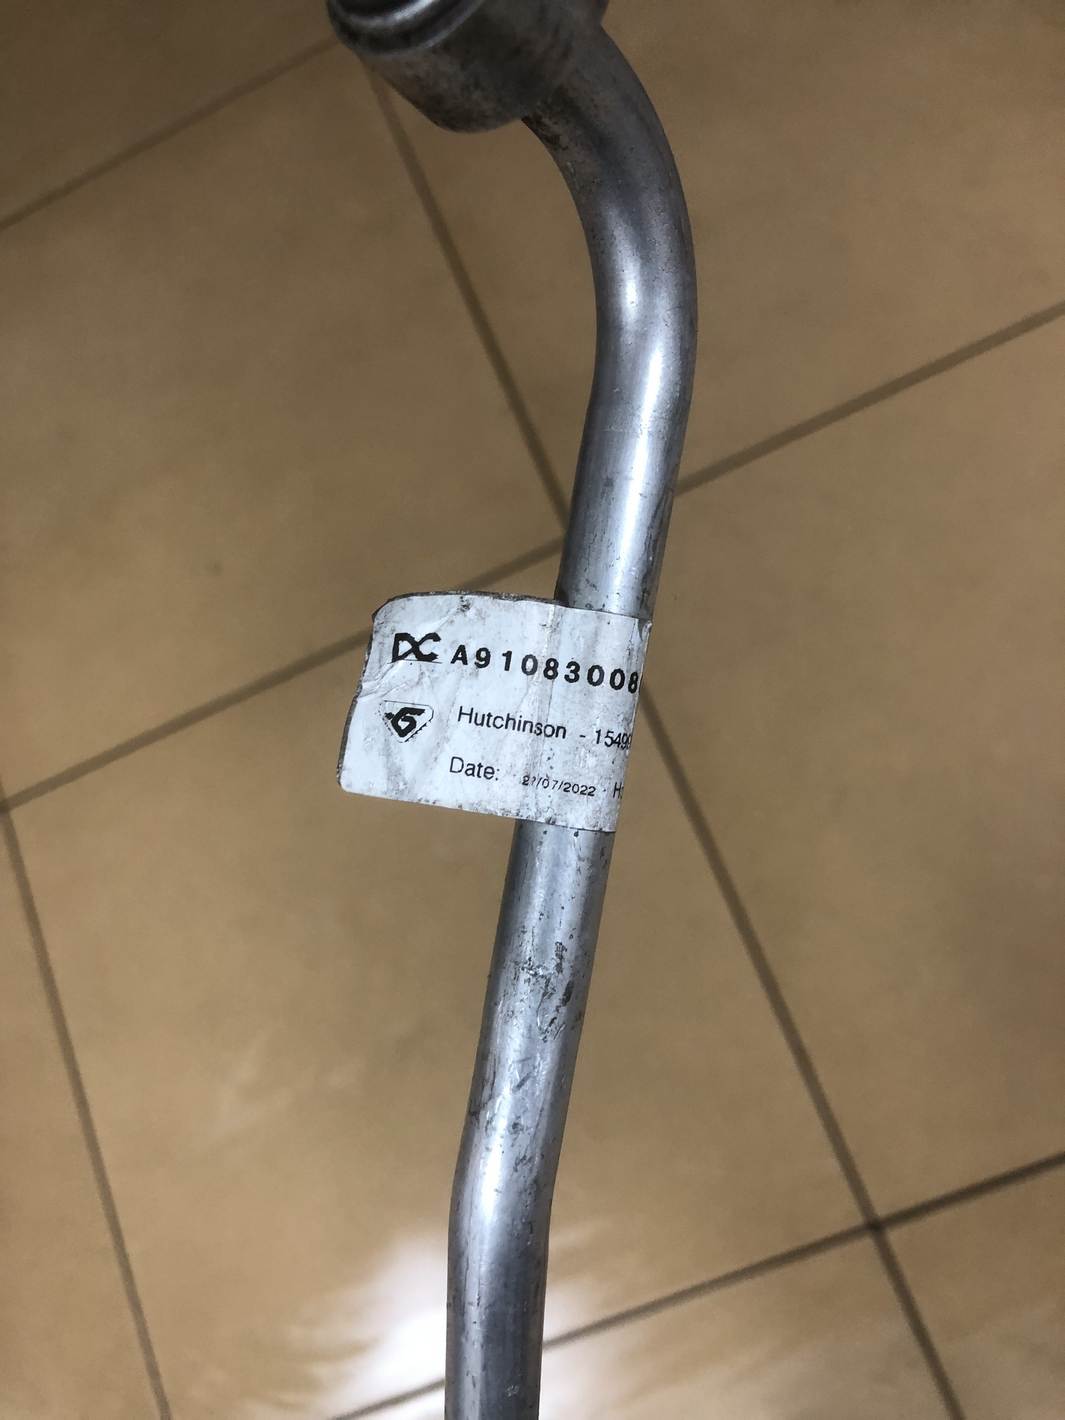 DC A91083008
Hutchinson - 1549
Date: /07/2022 H